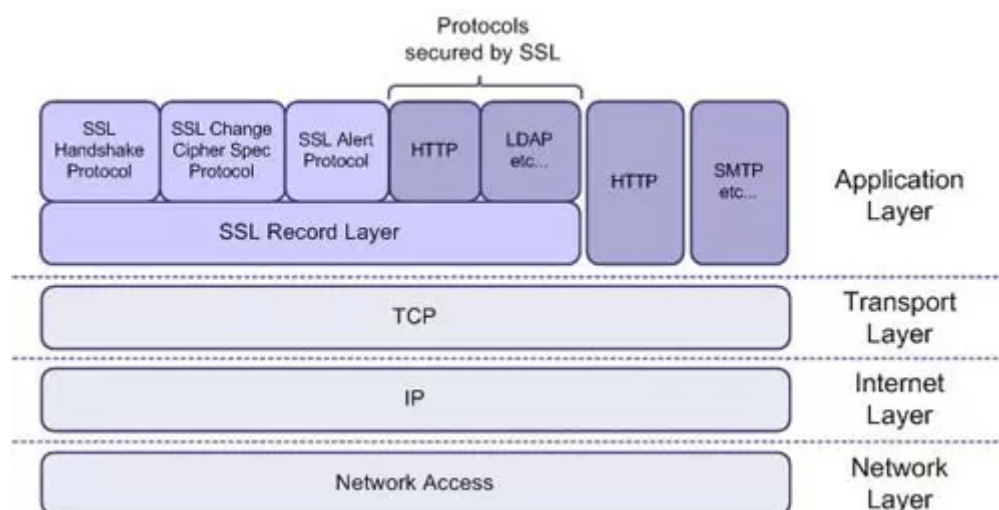 Protocols
secured by SSL
SSL
Handshake
Protocol
SSL Change
Cipher Spec
Protocol
SSL Alert
Protocol
HTTP
LDAP
etc...
HTTP
SMTP
etc...
Application
Layer
SSL Record Layer
TCP
Transport
Layer
IP
Internet
Layer
Network Access
Network
Layer